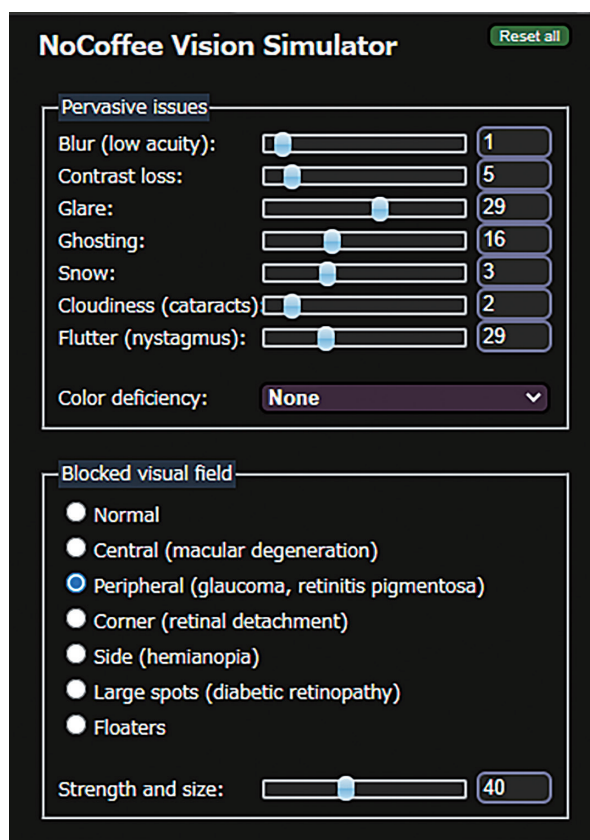 NoCoffee Vision Simulator
Reset all
Pervasive issues
Blur (low acuity): 1
Contrast loss: 5
Glare: 29
Ghosting: 16
Snow: 3
Cloudiness (cataracts): 2
Flutter (nystagmus): 29
Color deficiency: None
Blocked visual field
Normal
Central (macular degeneration)
Peripheral (glaucoma, retinitis pigmentosa)
Corner (retinal detachment)
Side (hemianopia)
Large spots (diabetic retinopathy)
Floaters
Strength and size: 40